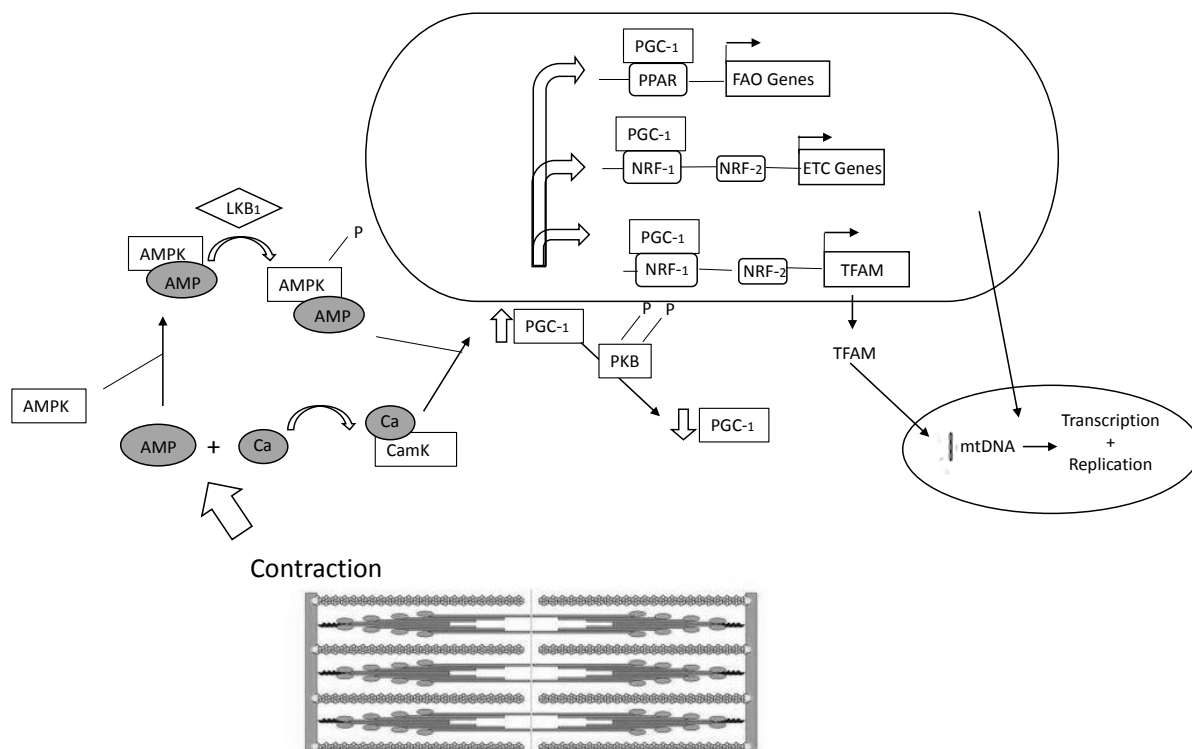 PGC-1
PPAR
FAO Genes
PGC-1
NRF-1
NRF-2
ETC Genes
LKB1
P
AMPK
AMP
PGC-1
NRF-1
NRF-2
TFAM
AMPK
AMP
P
P
PGC-1
PKB
TFAM
AMPK
PGC-1
AMP
+
Ca
Ca
CamK
mtDNA
Transcription
+
Replication
Contraction